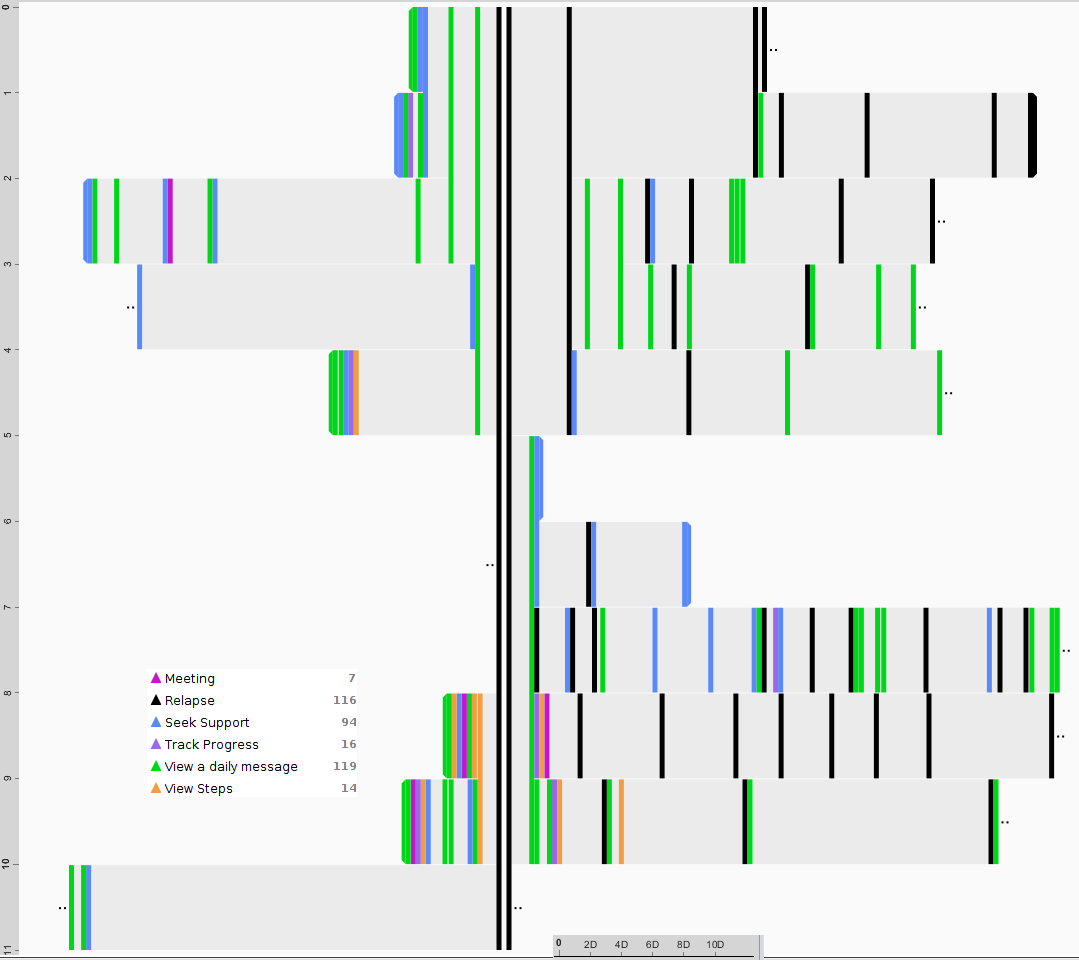 0
1
2
3
4
5
6
7
8
9
10
11
Meeting 7
Relapse 116
Seek Support 94
Track Progress 16
View a daily message 119
View Steps 14
0 2D 4D 6D 8D 10D